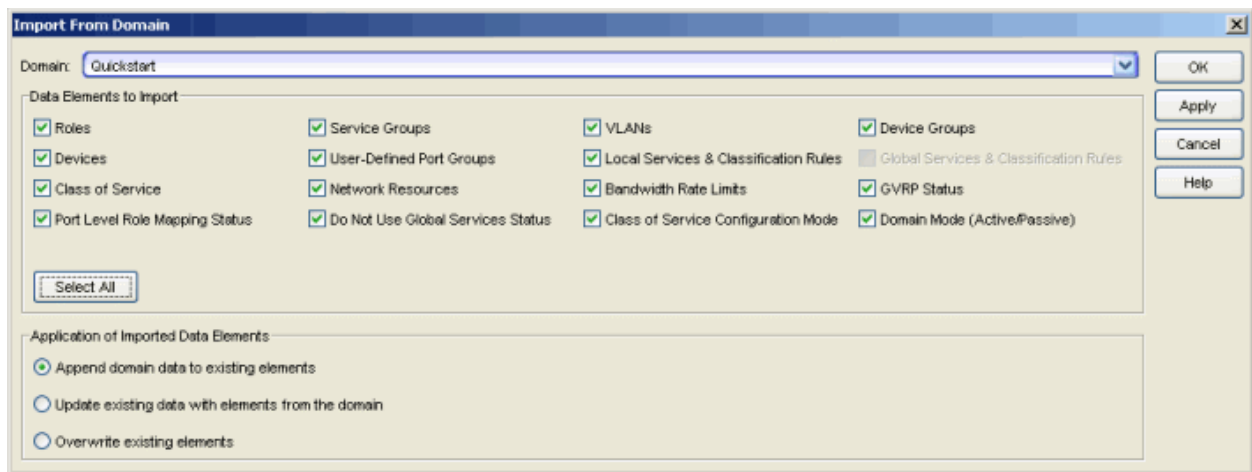 Import From Domain
Domain: Quickstart
OK
Data Elements to Import
Apply
Roles
Service Groups
VLANs
Device Groups
Cancel
Devices
User-Defined Port Groups
Local Services & Classification Rules
Global Services & Classification Rules
Help
Class of Service
Network Resources
Bandwidth Rate Limits
GVRP Status
Port Level Role Mapping Status
Do Not Use Global Services Status
Class of Service Configuration Mode
Domain Mode (Active/Passive)
Select All
Application of Imported Data Elements
Append domain data to existing elements
Update existing data with elements from the domain
Overwrite existing elements